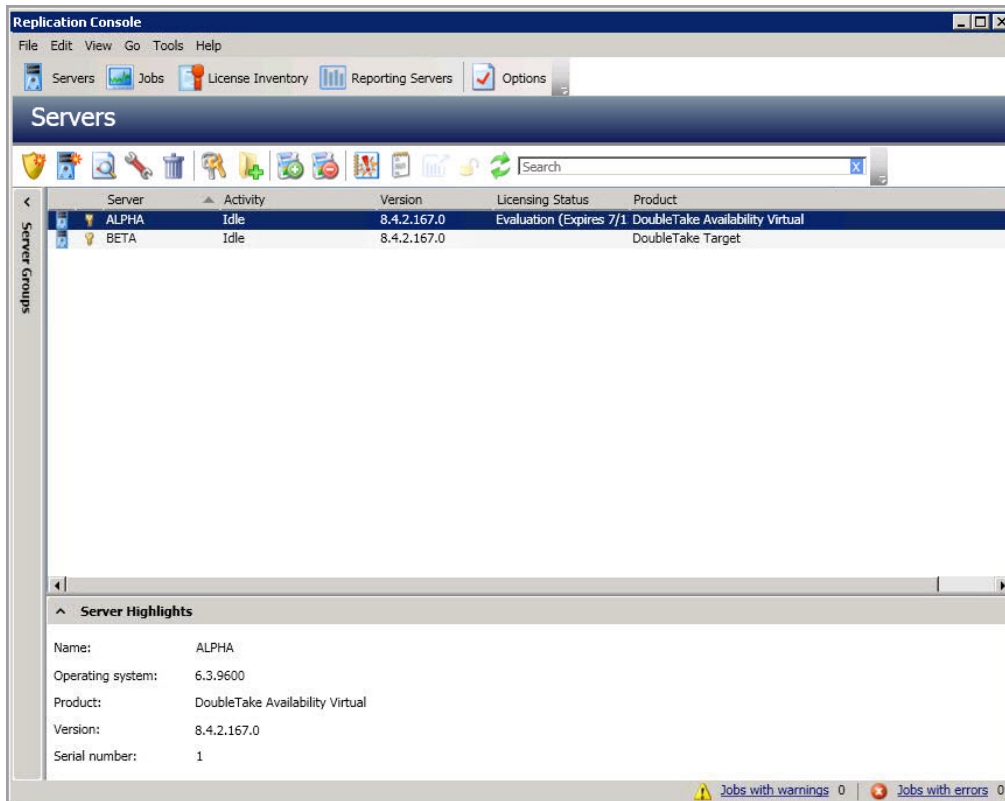 Replication Console
File Edit View Go Tools Help
Servers Jobs License Inventory Reporting Servers Options
Servers
Search
Server Groups
Server Activity Version Licensing Status Product
ALPHA Idle 8.4.2.167.0 Evaluation (Expires 7/1 DoubleTake Availability Virtual
BETA Idle 8.4.2.167.0 DoubleTake Target
Server Highlights
Name: ALPHA
Operating system: 6.3.9600
Product: DoubleTake Availability Virtual
Version: 8.4.2.167.0
Serial number: 1
Jobs with warnings 0 Jobs with errors 0